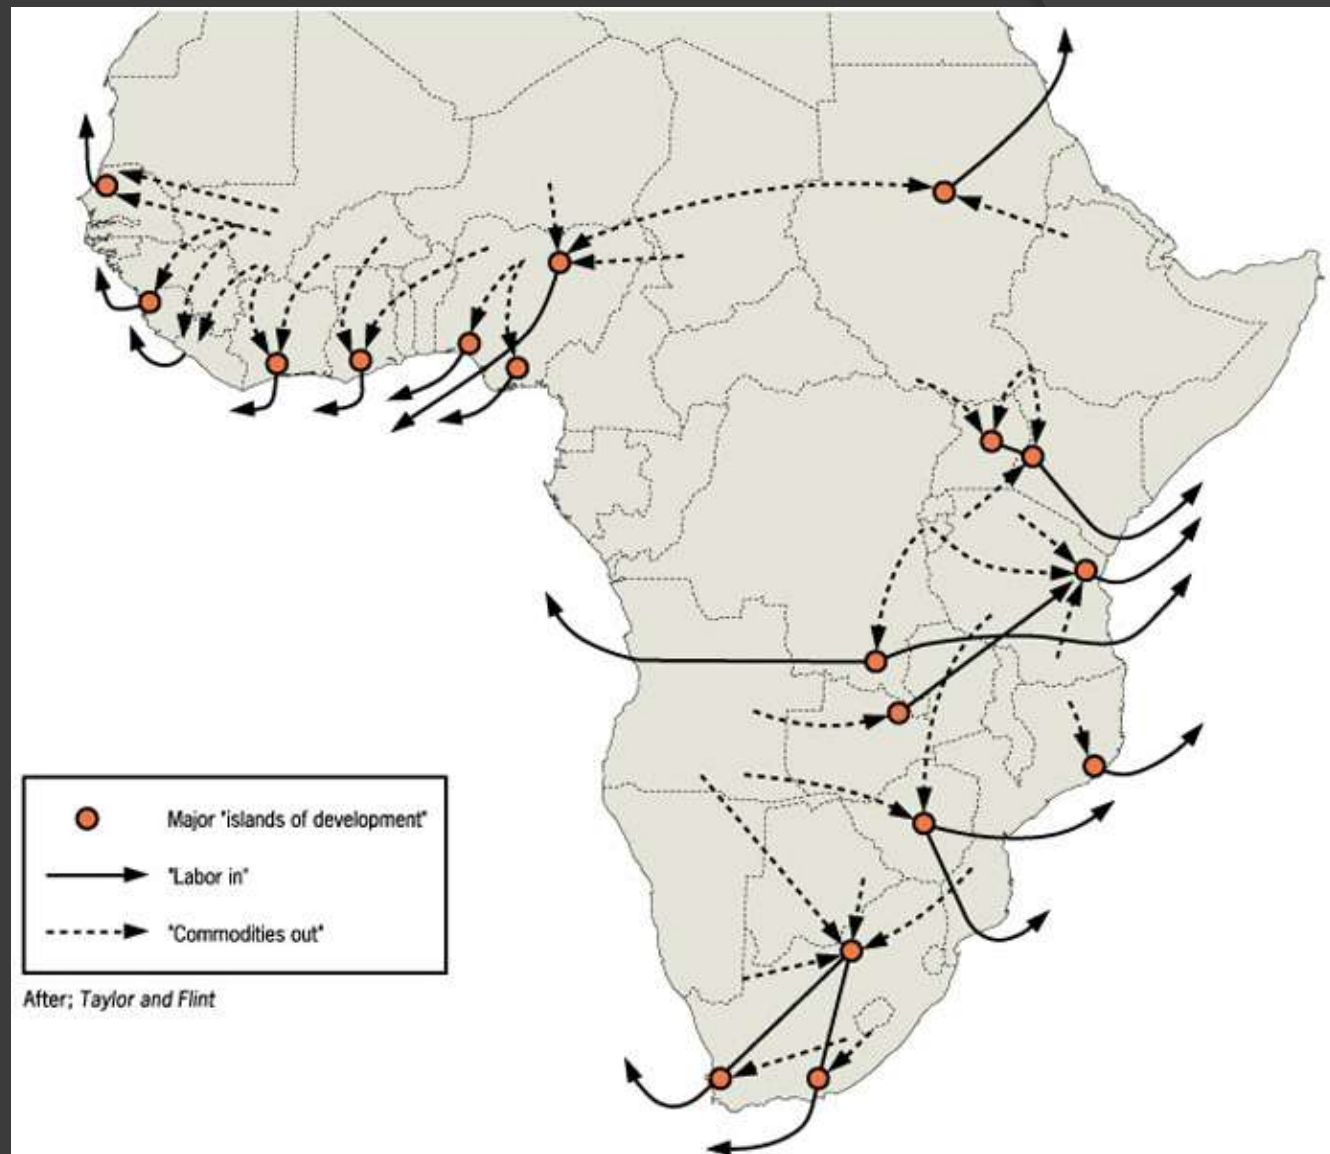 Major "islands of development"
"Labor in"
"Commodities out"
After; Taylor and Flint